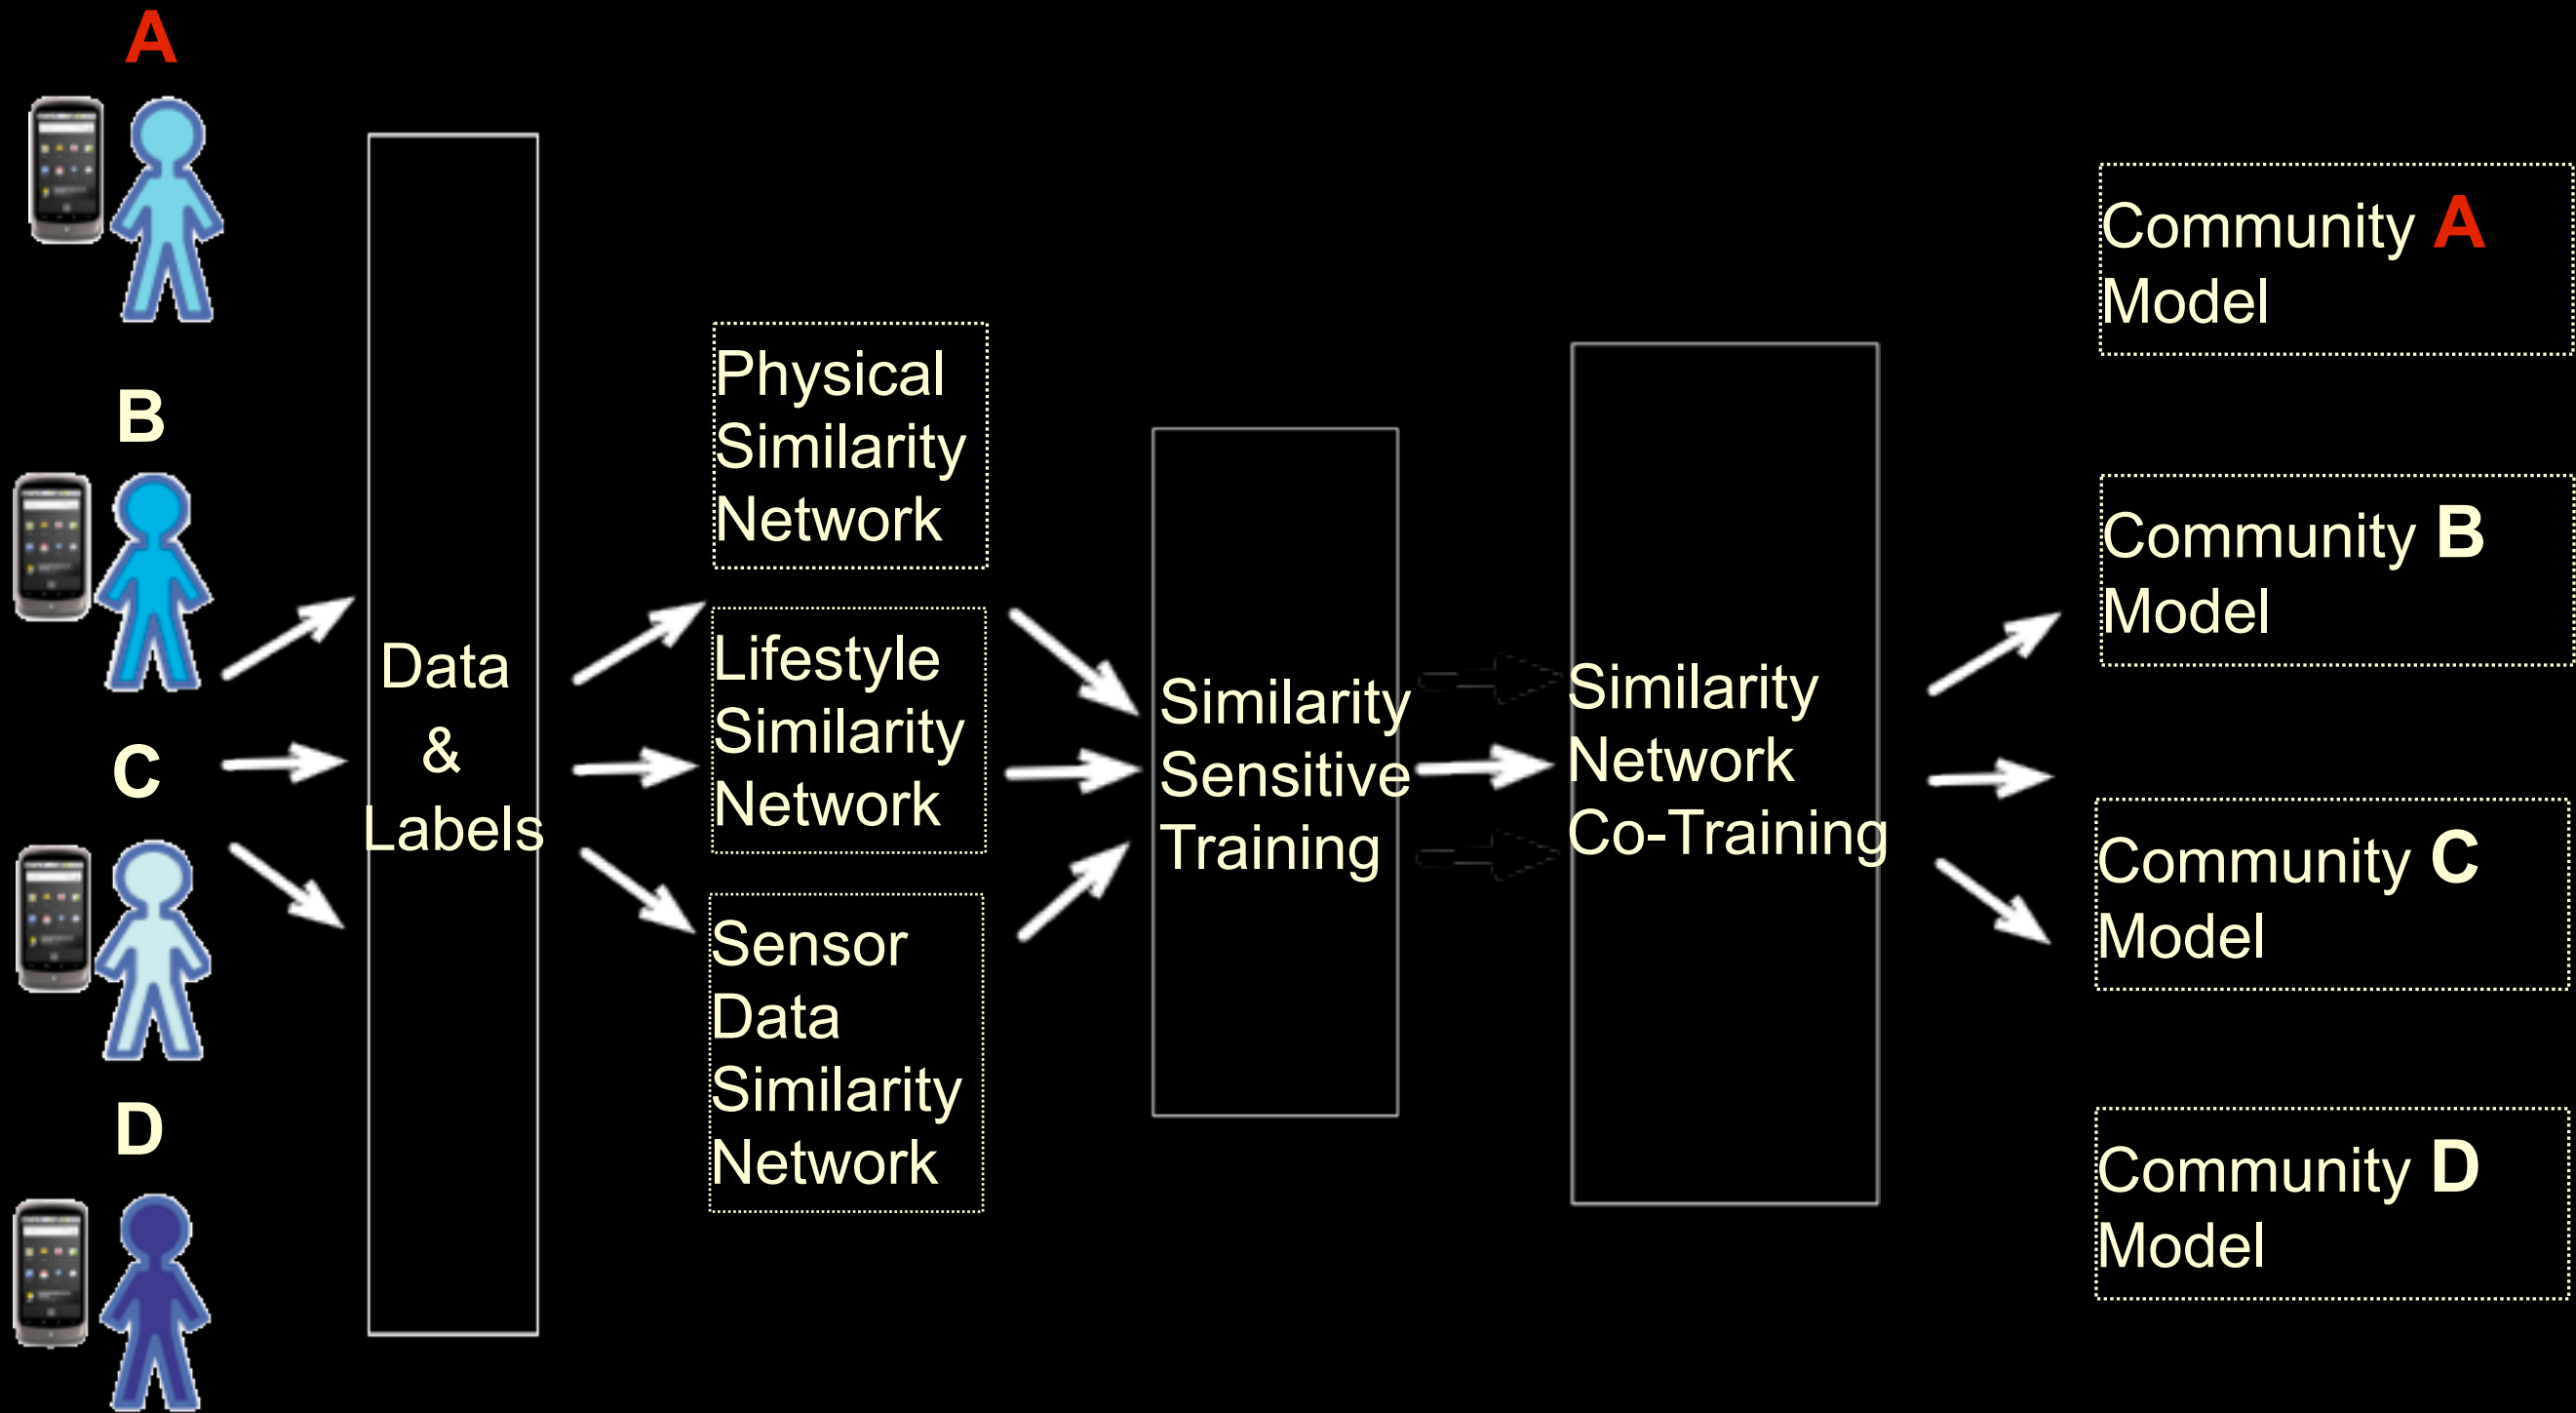 A
B
C
D
Data
&
Labels
Physical
Similarity
Network
Lifestyle
Similarity
Network
Sensor
Data
Similarity
Network
Similarity
Sensitive
Training
Similarity
Network
Co-Training
Community A
Model
Community B
Model
Community C
Model
Community D
Model